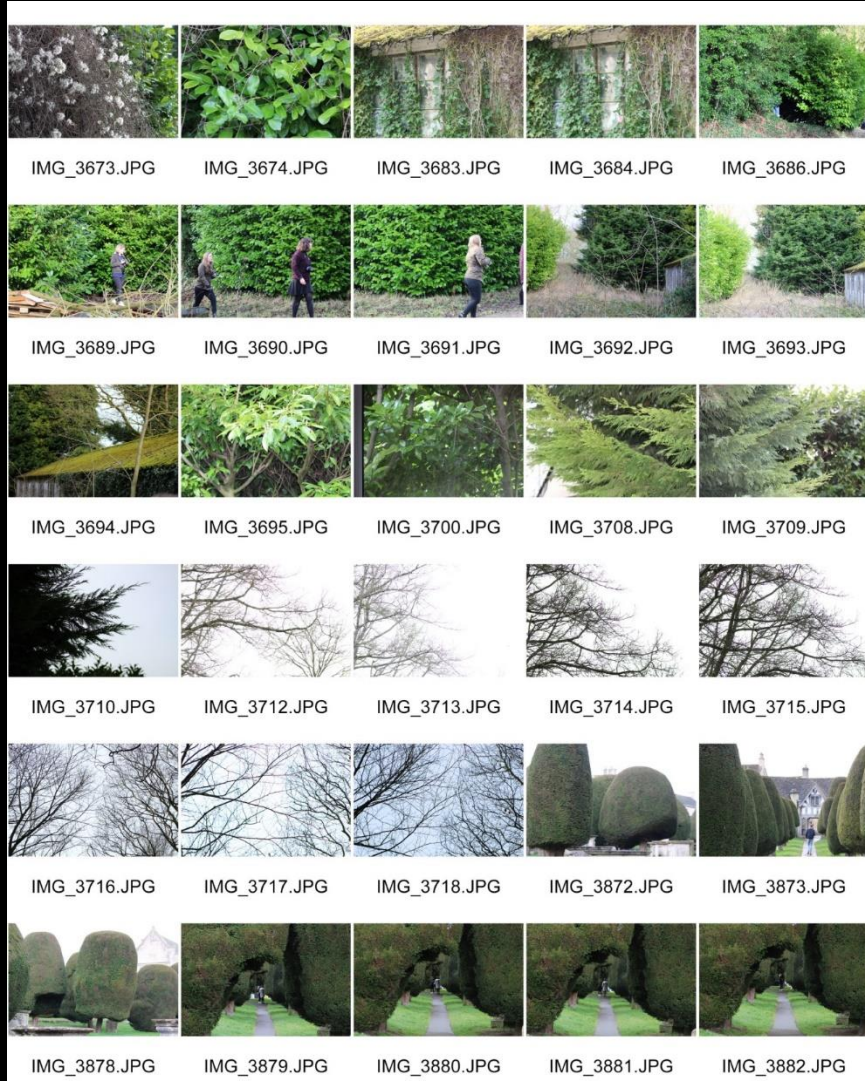 IMG_3673.JPG IMG_3674.JPG IMG_3683.JPG IMG_3684.JPG IMG_3686.JPG
IMG_3689.JPG IMG_3690.JPG IMG_3691.JPG IMG_3692.JPG IMG_3693.JPG
IMG_3694.JPG IMG_3695.JPG IMG_3700.JPG IMG_3708.JPG IMG_3709.JPG
IMG_3710.JPG IMG_3712.JPG IMG_3713.JPG IMG_3714.JPG IMG_3715.JPG
IMG_3716.JPG IMG_3717.JPG IMG_3718.JPG IMG_3872.JPG IMG_3873.JPG
IMG_3878.JPG IMG_3879.JPG IMG_3880.JPG IMG_3881.JPG IMG_3882.JPG